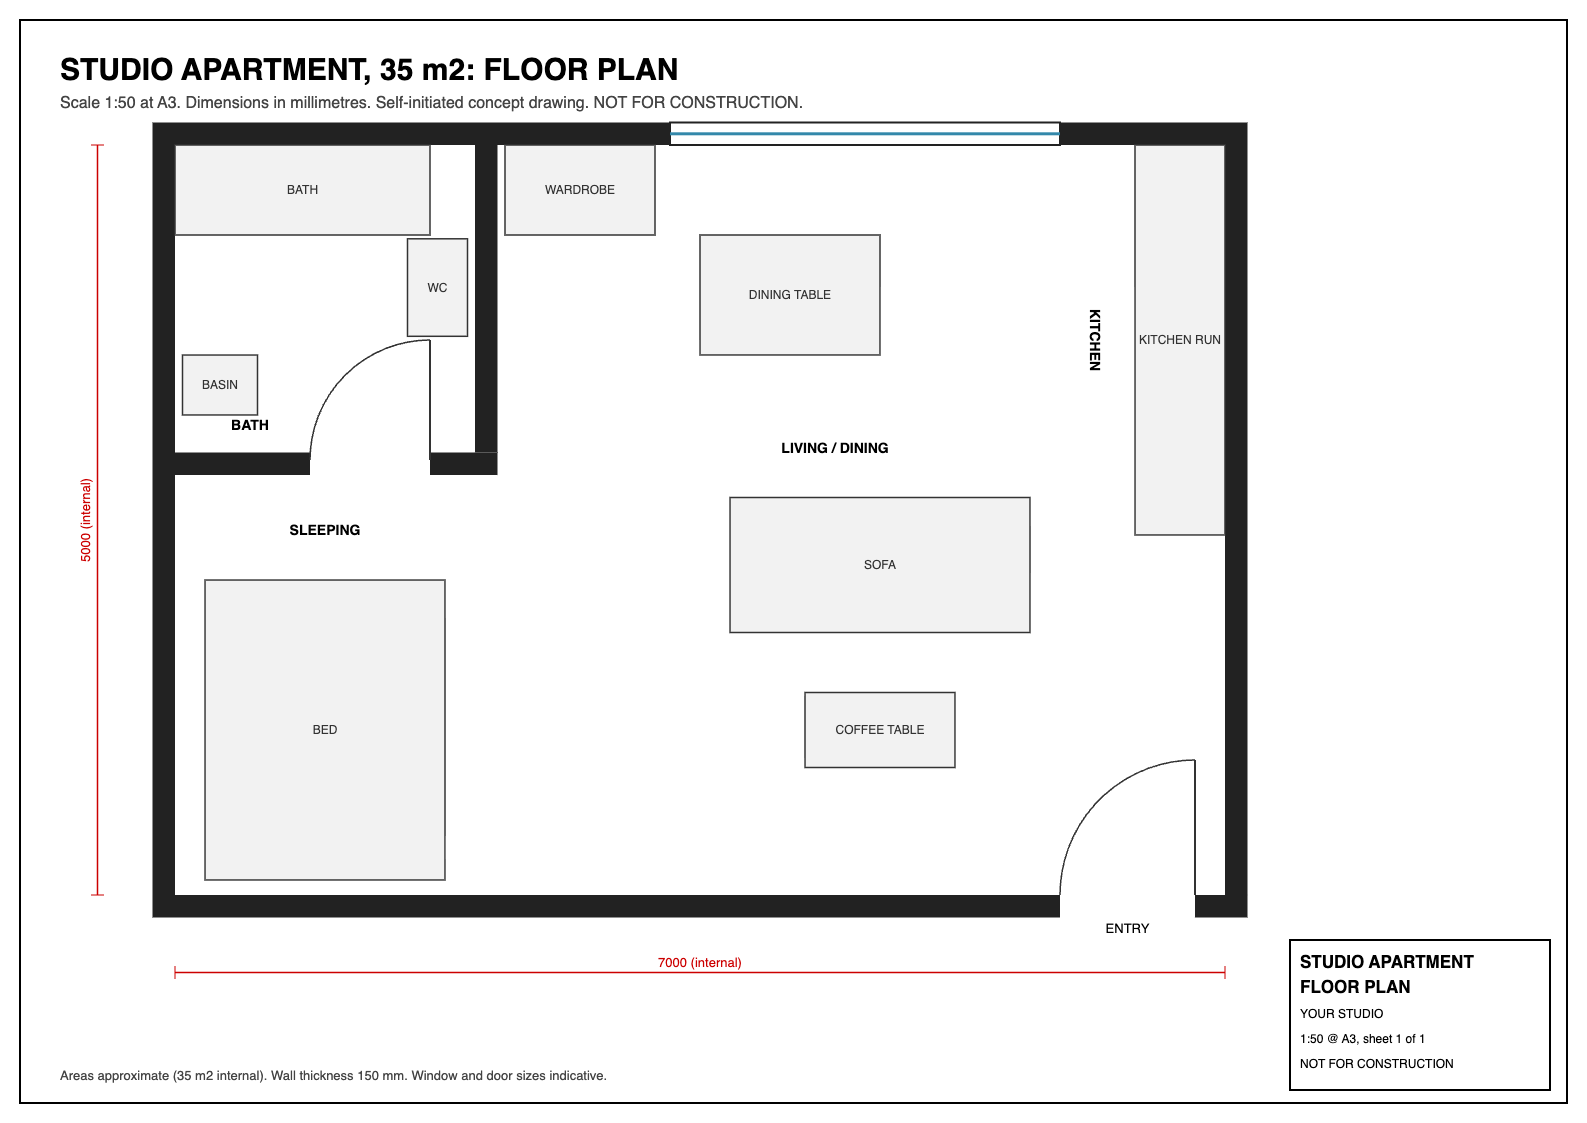 STUDIO APARTMENT, 35 m2: FLOOR PLAN
Scale 1:50 at A3. Dimensions in millimetres. Self-initiated concept drawing. NOT FOR CONSTRUCTION.
BATH
WARDROBE
WC
DINING TABLE
KITCHEN
KITCHEN RUN
BASIN
BATH
LIVING / DINING
5000 (internal)
SLEEPING
SOFA
BED
COFFEE TABLE
ENTRY
7000 (internal)
STUDIO APARTMENT
FLOOR PLAN
YOUR STUDIO
1:50 @ A3, sheet 1 of 1
NOT FOR CONSTRUCTION
Areas approximate (35 m2 internal). Wall thickness 150 mm. Window and door sizes indicative.